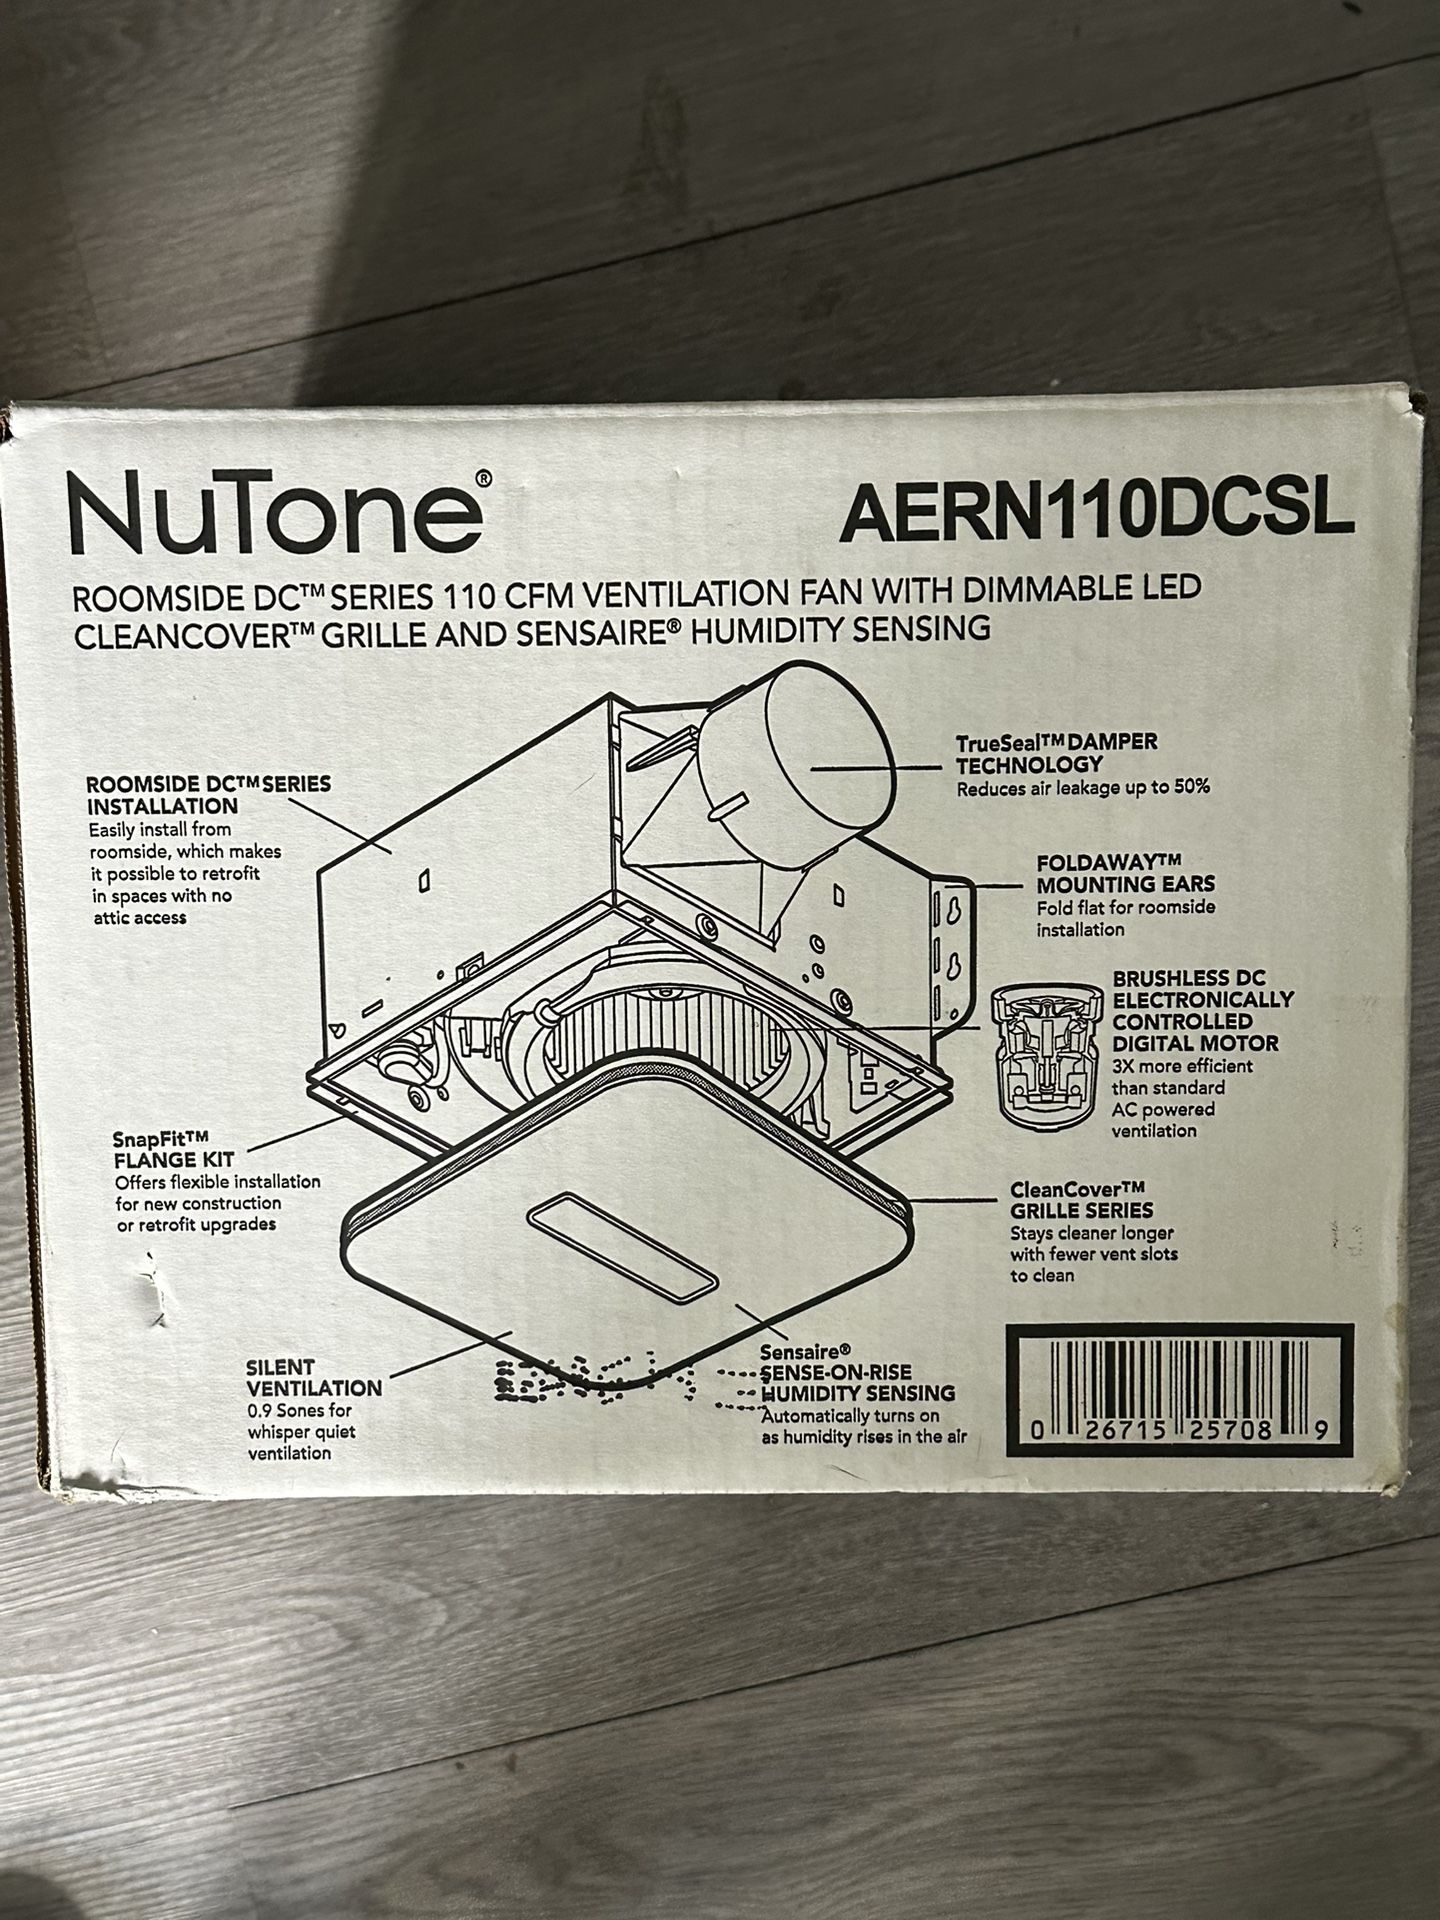 NuTone®
AERN110DCSL
ROOMSIDE DC™ SERIES 110 CFM VENTILATION FAN WITH DIMMABLE LED
CLEANCOVER™ GRILLE AND SENSAIRE® HUMIDITY SENSING
ROOMSIDE DC™ SERIES
INSTALLATION
Easily install from
roomside, which makes
it possible to retrofit
in spaces with no
attic access
TrueSeal™ DAMPER
TECHNOLOGY
Reduces air leakage up to 50%
FOLDAWAY™
MOUNTING EARS
Fold flat for roomside
installation
BRUSHLESS DC
ELECTRONICALLY
CONTROLLED
DIGITAL MOTOR
3X more efficient
than standard
AC powered
ventilation
SnapFit™
FLANGE KIT
Offers flexible installation
for new construction
or retrofit upgrades
CleanCover™
GRILLE SERIES
Stays cleaner longer
with fewer vent slots
to clean
SILENT
VENTILATION
0.9 Sones for
whisper quiet
ventilation
Sensaire®
SENSE-ON-RISE
HUMIDITY SENSING
Automatically turns on
as humidity rises in the air
0 26715 25708 9